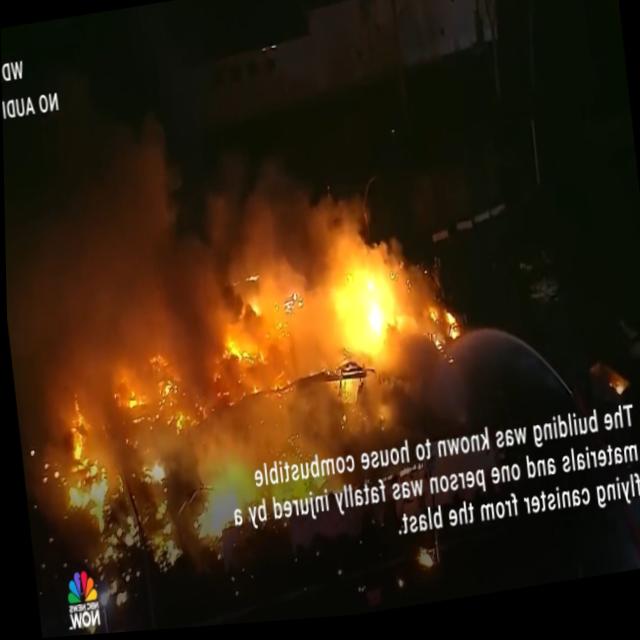 WD
NO AUDI
The building was known to house combustible
materials and one person was fatally injured by a
flying canister from the blast.
NBC NEWS
NOW